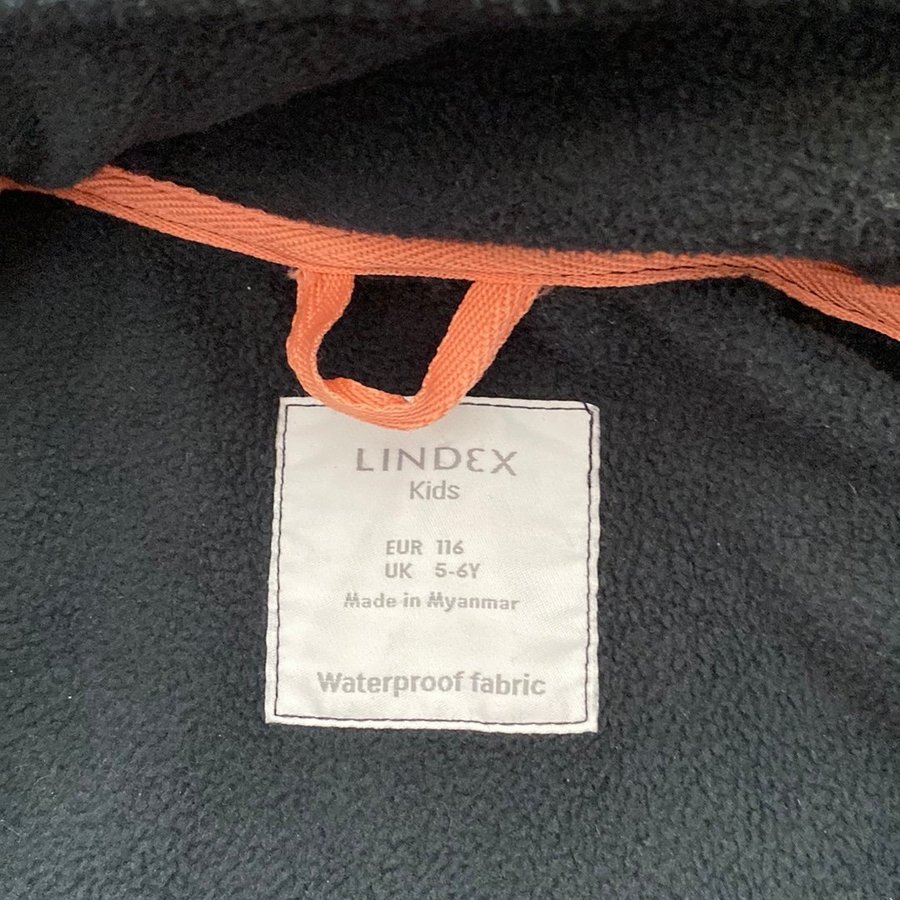 LINDEX
Kids
EUR 116
UK 5-6Y
Made in Myanmar
Waterproof fabric